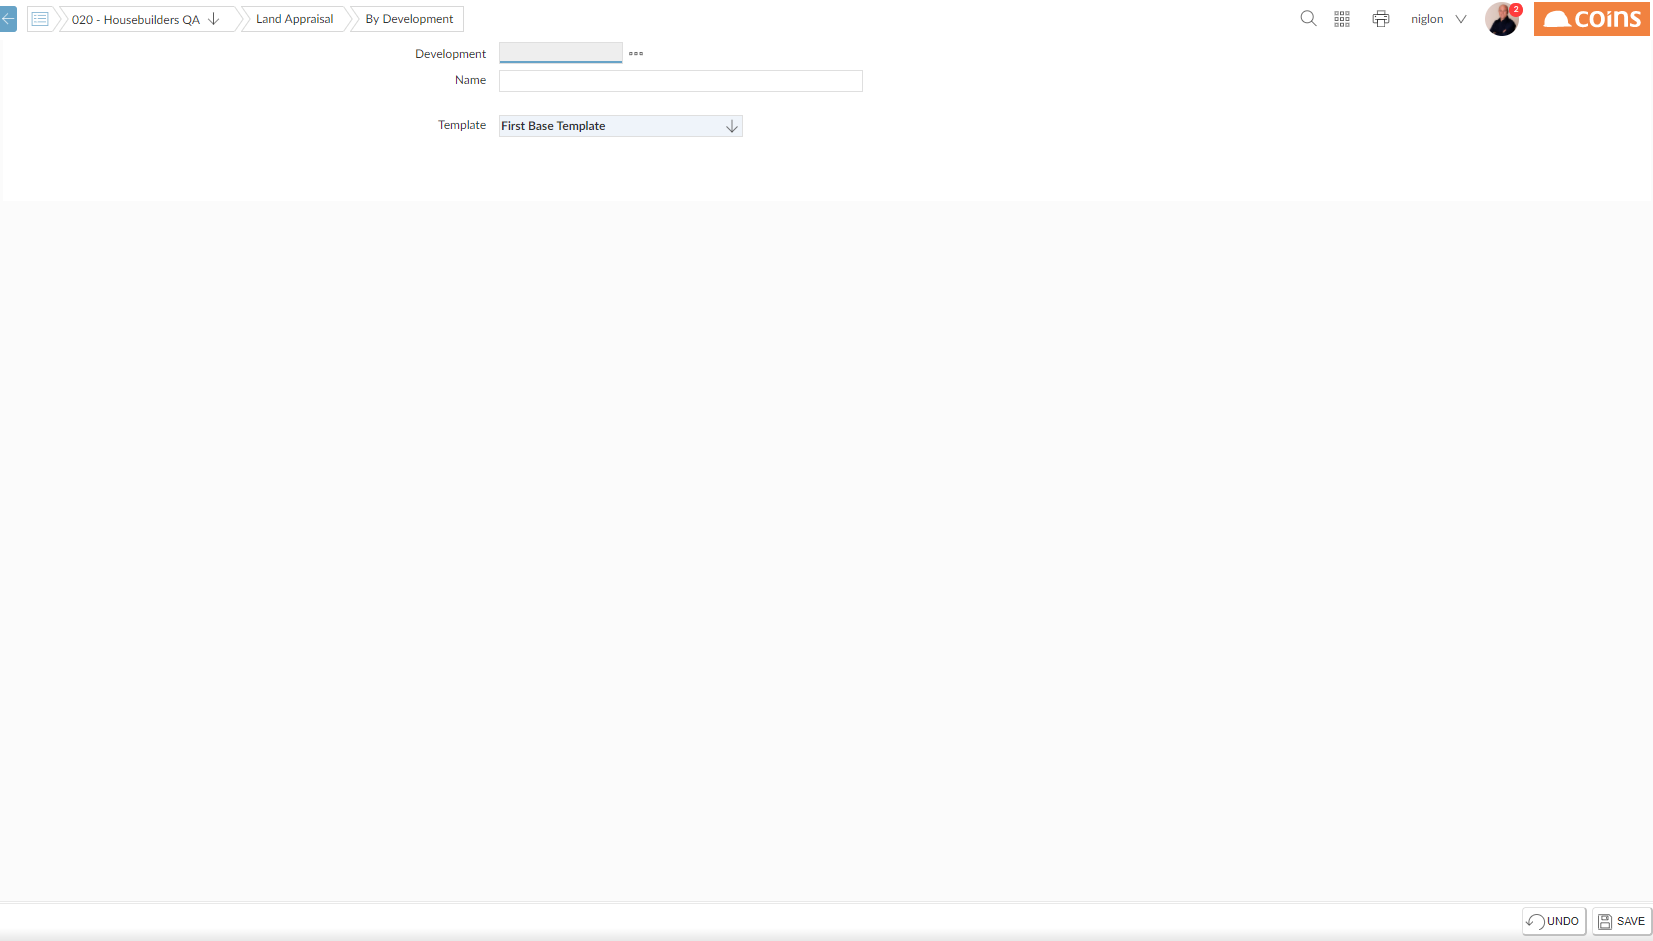 020 - Housebuilders QA
Land Appraisal
By Development
niglon
2
coins
Development
Name
Template
First Base Template
UNDO
SAVE